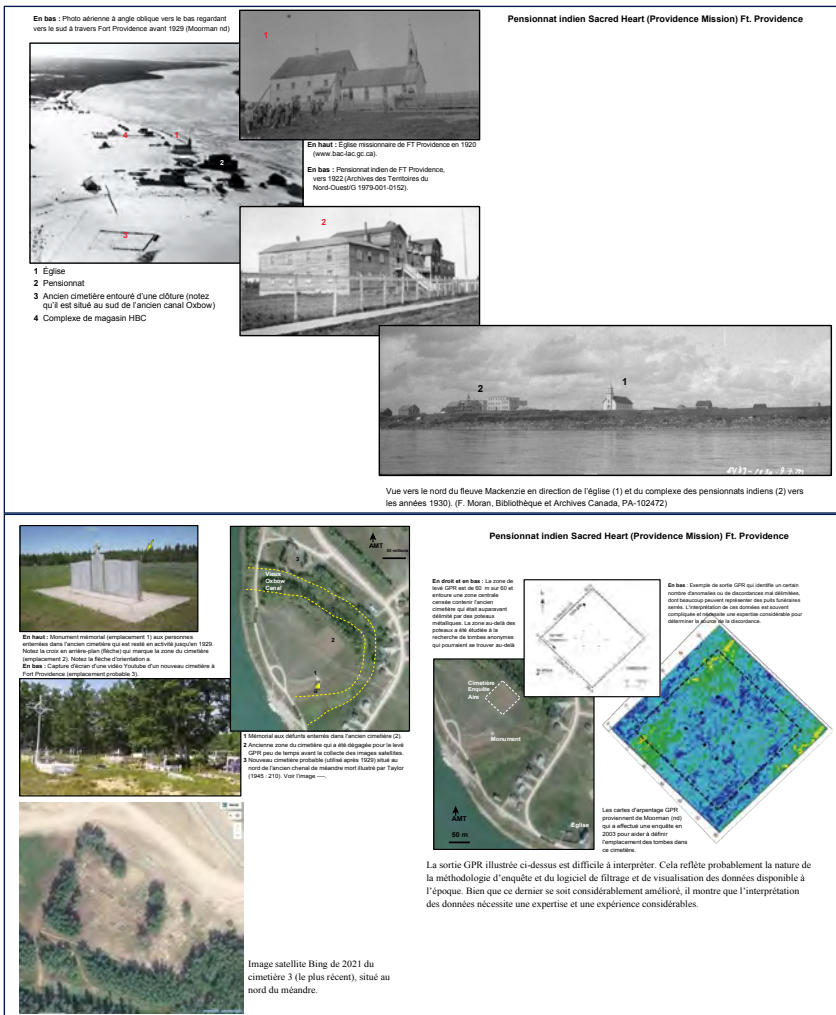 En bas : Photo aérienne à angle oblique vers le bas regardant
vers le sud à travers Fort Providence avant 1929 (Moorman nd)
Pensionnat indien Sacred Heart (Providence Mission) Ft. Providence
1
4
1
2
3
En haut : Église missionnaire de FT Providence en 1920
(www.bac-lac.gc.ca).
En bas : Pensionnat indien de FT Providence,
vers 1922 (Archives des Territoires du
Nord-Ouest/G 1979-001-0152).
2
1 Église
2 Pensionnat
3 Ancien cimetière entouré d'une clôture (notez
qu'il est situé au sud de l'ancien canal Oxbow)
4 Complexe de magasin HBC
2
1
Vue vers le nord du fleuve Mackenzie en direction de l'église (1) et du complexe des pensionnats indiens (2) vers
les années 1930). (F. Moran, Bibliothèque et Archives Canada, PA-102472)
Pensionnat indien Sacred Heart (Providence Mission) Ft. Providence
En haut : Monument mémorial (emplacement 1) aux personnes
enterrées dans l'ancien cimetière qui est resté en activité jusqu'en 1929.
Notez la croix en arrière-plan (flèche) qui marque la zone du cimetière
(emplacement 2). Notez la flèche d'orientation a.
En bas : Capture d'écran d'une vidéo Youtube d'un nouveau cimetière à
Fort Providence (emplacement probable 3).
AMT
3
Vieux
Oxbow
Canal
2
1
1 Mémorial aux défunts enterrés dans l'ancien cimetière (2).
2 Ancienne zone du cimetière qui a été dégagée pour le levé
GPR peu de temps avant la collecte des images satellites.
3 Nouveau cimetière probable (utilisé après 1929) situé au
nord de l'ancien chenal de méandre mort illustré par Taylor
(1945 : 210). Voir l'image ----.
En droit et en bas : La zone de
levé GPR est de 60 m sur 60 et
entoure une zone centrale
censée contenir l'ancien
cimetière qui était auparavant
délimité par des poteaux
métalliques. La zone au-delà des
poteaux a été étudiée à la
recherche de tombes anonymes
qui pourraient se trouver au-delà
En bas : Exemple de sortie GPR qui identifie un certain
nombre d'anomalies ou de discordances mal délimitées,
dont beaucoup peuvent représenter des puits funéraires
serrés. L'interprétation de ces données est souvent
compliquée et nécessite une expertise considérable pour
déterminer la source de la discordance.
Cimetière
Enquête
Airs
Monument
AMT
50 m
Église
Les cartes d'arpentage GPR
proviennent de Moorman (nd)
qui a effectué une enquête en
2003 pour aider à définir
l'emplacement des tombes dans
ce cimetière.
La sortie GPR illustrée ci-dessus est difficile à interpréter. Cela reflète probablement la nature de
la méthodologie d'enquête et du logiciel de filtrage et de visualisation des données disponible à
l'époque. Bien que ce dernier se soit considérablement amélioré, il montre que l'interprétation
des données nécessite une expertise et une expérience considérables.
Image satellite Bing de 2021 du
cimetière 3 (le plus récent), situé au
nord du méandre.